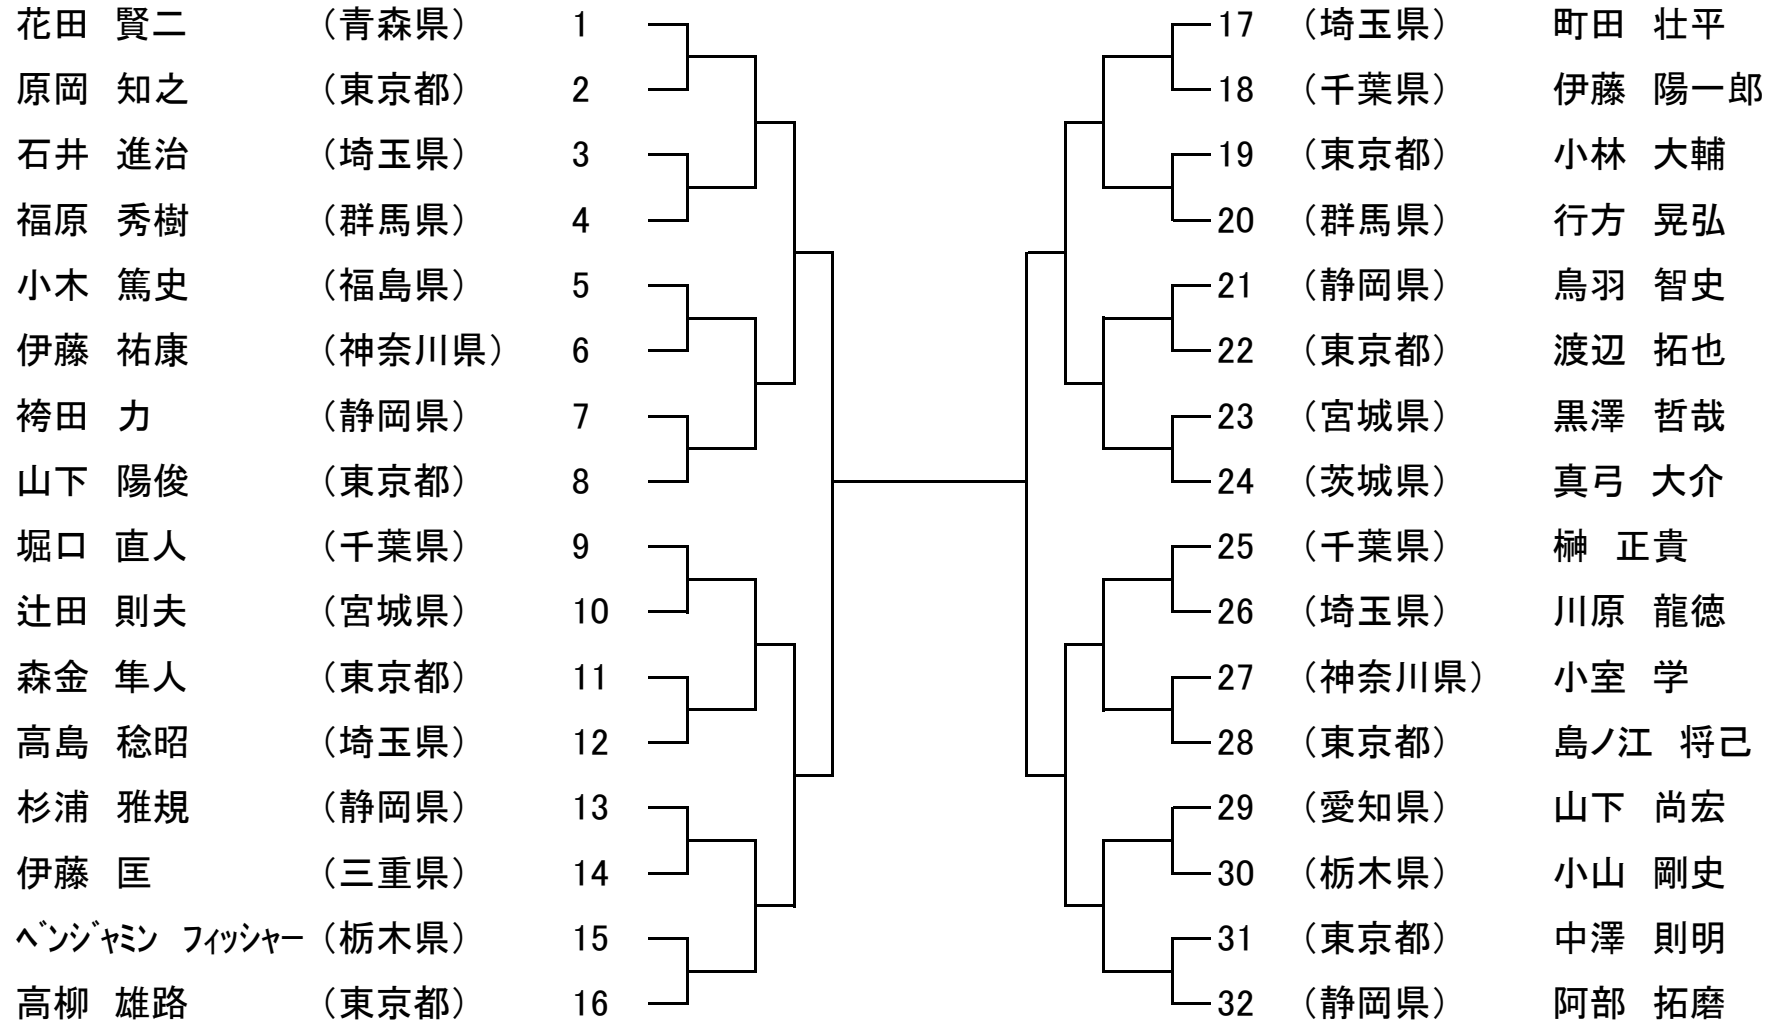 花田　賢二　（青森県）　1
原岡　知之　（東京都）　2
石井　進治　（埼玉県）　3
福原　秀樹　（群馬県）　4
小木　篤史　（福島県）　5
伊藤　祐康　（神奈川県）　6
袴田　力　（静岡県）　7
山下　陽俊　（東京都）　8
堀口　直人　（千葉県）　9
辻田　則夫　（宮城県）　10
森金　隼人　（東京都）　11
高島　稔昭　（埼玉県）　12
杉浦　雅規　（静岡県）　13
伊藤　匡　（三重県）　14
ﾍﾞﾝｼﾞｬﾐﾝ　ﾌｨｯｼｬｰ　（栃木県）　15
高柳　雄路　（東京都）　16
17　（埼玉県）　町田　壮平
18　（千葉県）　伊藤　陽一郎
19　（東京都）　小林　大輔
20　（群馬県）　行方　晃弘
21　（静岡県）　鳥羽　智史
22　（東京都）　渡辺　拓也
23　（宮城県）　黒澤　哲哉
24　（茨城県）　真弓　大介
25　（千葉県）　榊　正貴
26　（埼玉県）　川原　龍徳
27　（神奈川県）　小室　学
28　（東京都）　島ノ江　将己
29　（愛知県）　山下　尚宏
30　（栃木県）　小山　剛史
31　（東京都）　中澤　則明
32　（静岡県）　阿部　拓磨